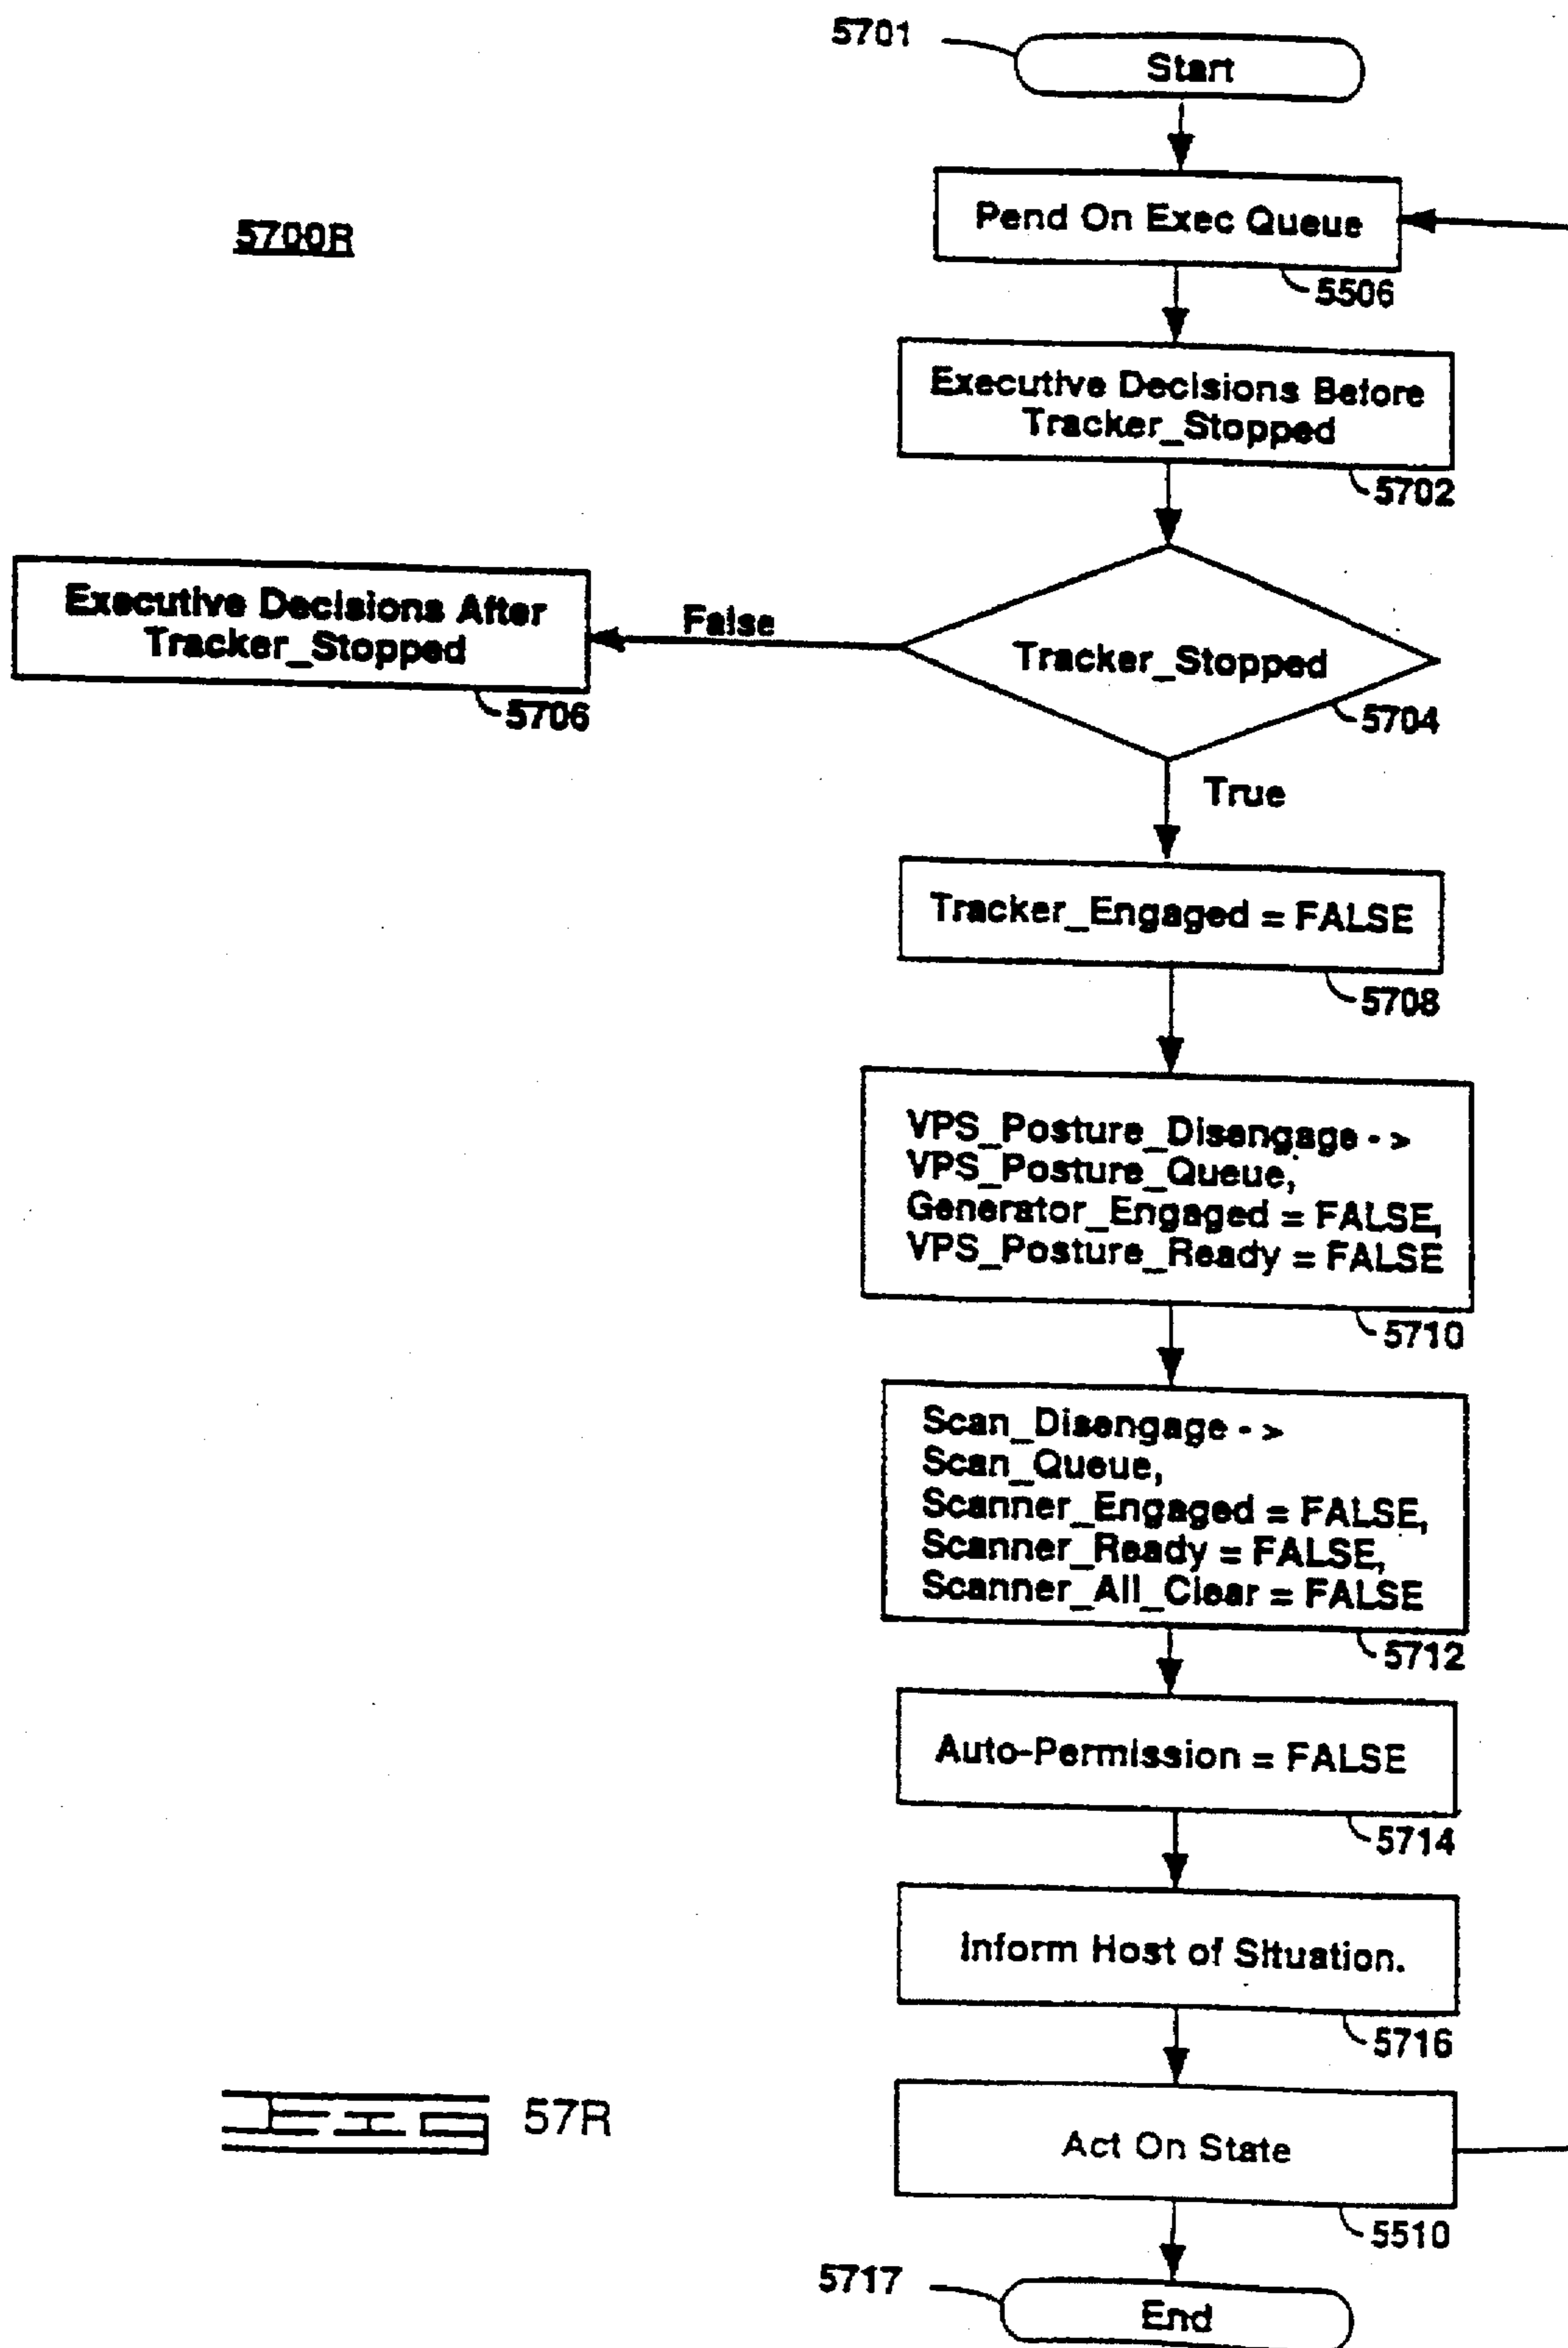 5701
Start
5700R
Pend On Exec Queue
5506
Executive Decisions Before
Tracker_Stopped
5702
Executive Decisions After
Tracker_Stopped
5706
False
Tracker_Stopped
5704
True
Tracker_Engaged = FALSE
5708
VPS_Posture_Disengage - >
VPS_Posture_Queue,
Generator_Engaged = FALSE,
VPS_Posture_Ready = FALSE
5710
Scan_Disengage - >
Scan_Queue,
Scanner_Engaged = FALSE,
Scanner_Ready = FALSE,
Scanner_All_Clear = FALSE
5712
Auto-Permission = FALSE
5714
Inform Host of Situation.
5716
FIG 57R
Act On State
5510
5717
End